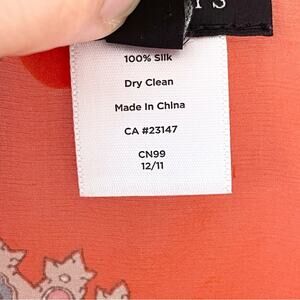 100% Silk
Dry Clean
Made in China
CA #23147
CN99
12/11